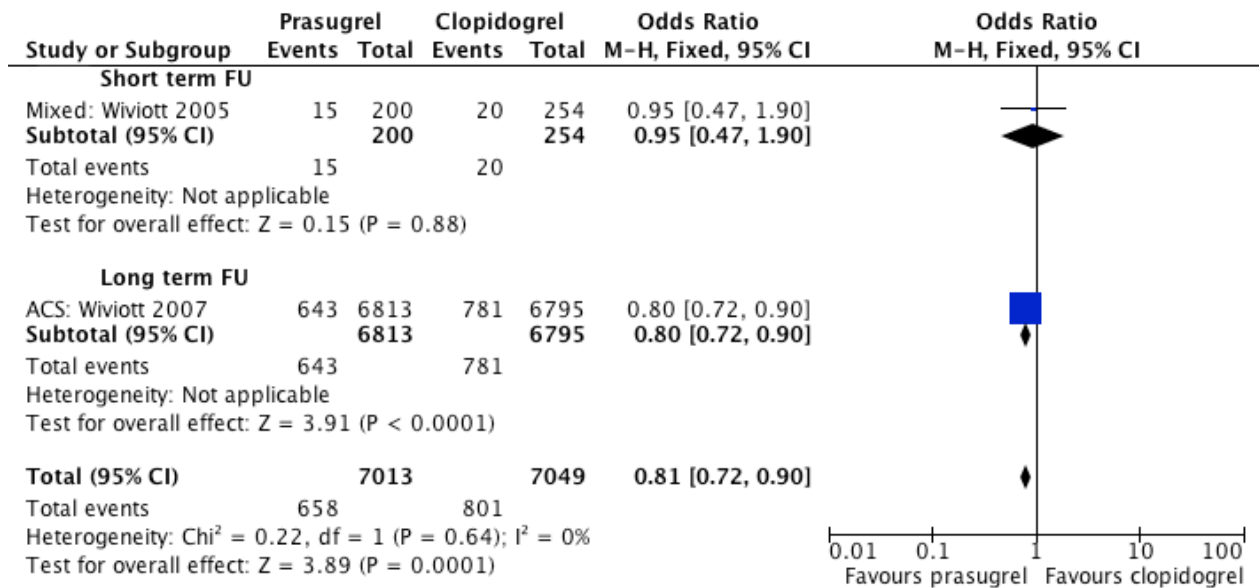 Prasugrel Clopidogrel Odds Ratio Odds Ratio
Study or Subgroup Events Total Events Total M-H, Fixed, 95% CI M-H, Fixed, 95% CI
Short term FU
Mixed: Wiviott 2005 15 200 20 254 0.95 [0.47, 1.90]
Subtotal (95% CI) 200 254 0.95 [0.47, 1.90]
Total events 15 20
Heterogeneity: Not applicable
Test for overall effect: Z = 0.15 (P = 0.88)
Long term FU
ACS: Wiviott 2007 643 6813 781 6795 0.80 [0.72, 0.90]
Subtotal (95% CI) 6813 6795 0.80 [0.72, 0.90]
Total events 643 781
Heterogeneity: Not applicable
Test for overall effect: Z = 3.91 (P < 0.0001)
Total (95% CI) 7013 7049 0.81 [0.72, 0.90]
Total events 658 801
Heterogeneity: Chi² = 0.22, df = 1 (P = 0.64); I² = 0%
Test for overall effect: Z = 3.89 (P = 0.0001)
0.01 0.1 1 10 100
Favours prasugrel Favours clopidogrel